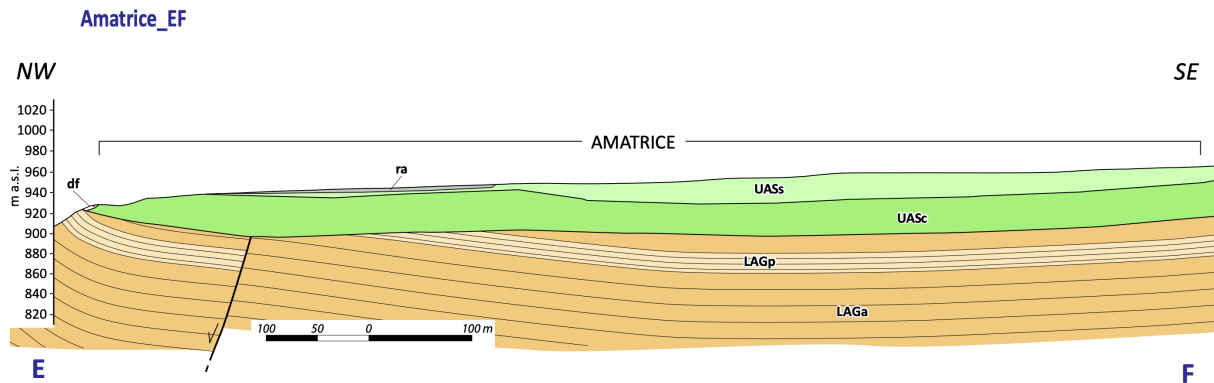 Amatrice_EF
NW
SE
1020
1000
980
960
940
920
900
880
860
840
820
m a.s.l.
AMATRICE
df
ra
UASs
UASc
LAGp
LAGa
100 50 0 100 m
E
F